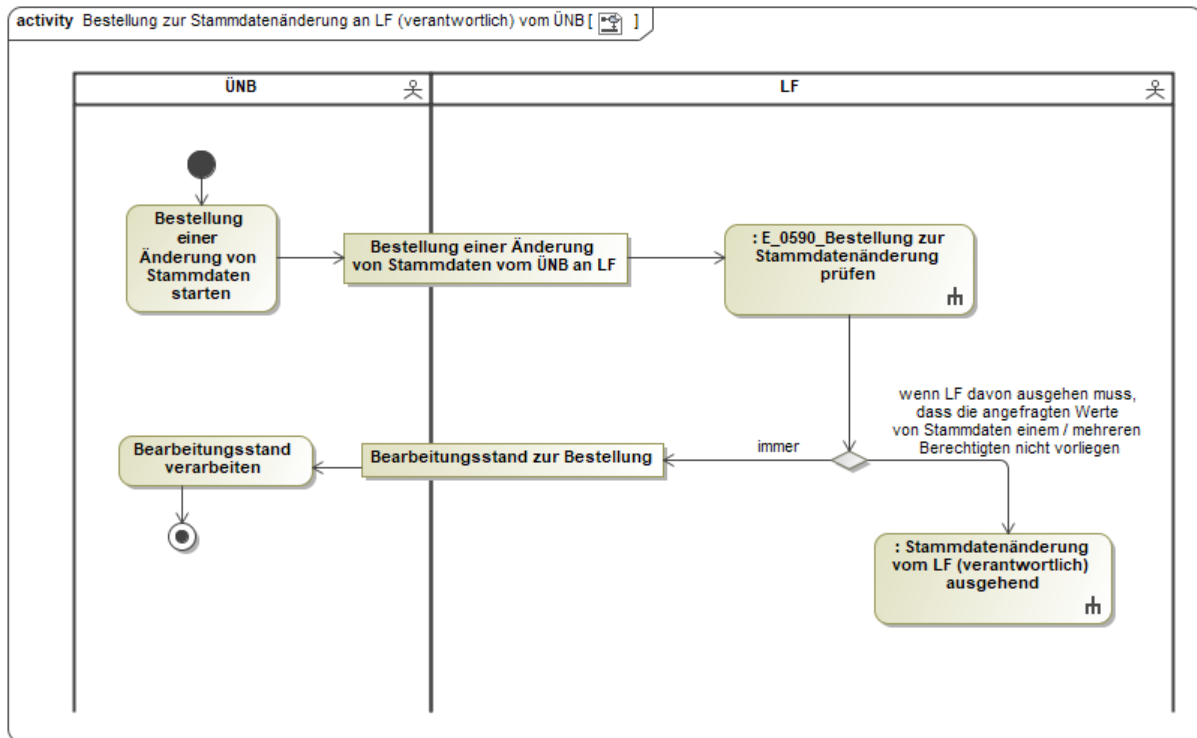 activity Bestellung zur Stammdatenänderung an LF (verantwortlich) vom ÜNB [ ]
ÜNB
LF
Bestellung
einer
Änderung von
Stammdaten
starten
Bestellung einer Änderung
von Stammdaten vom ÜNB an LF
: E_0590_Bestellung zur
Stammdatenänderung
prüfen
wenn LF davon ausgehen muss,
dass die angefragten Werte
von Stammdaten einem / mehreren
Berechtigten nicht vorliegen
immer
Bearbeitungsstand zur Bestellung
Bearbeitungsstand
verarbeiten
: Stammdatenänderung
vom LF (verantwortlich)
ausgehend